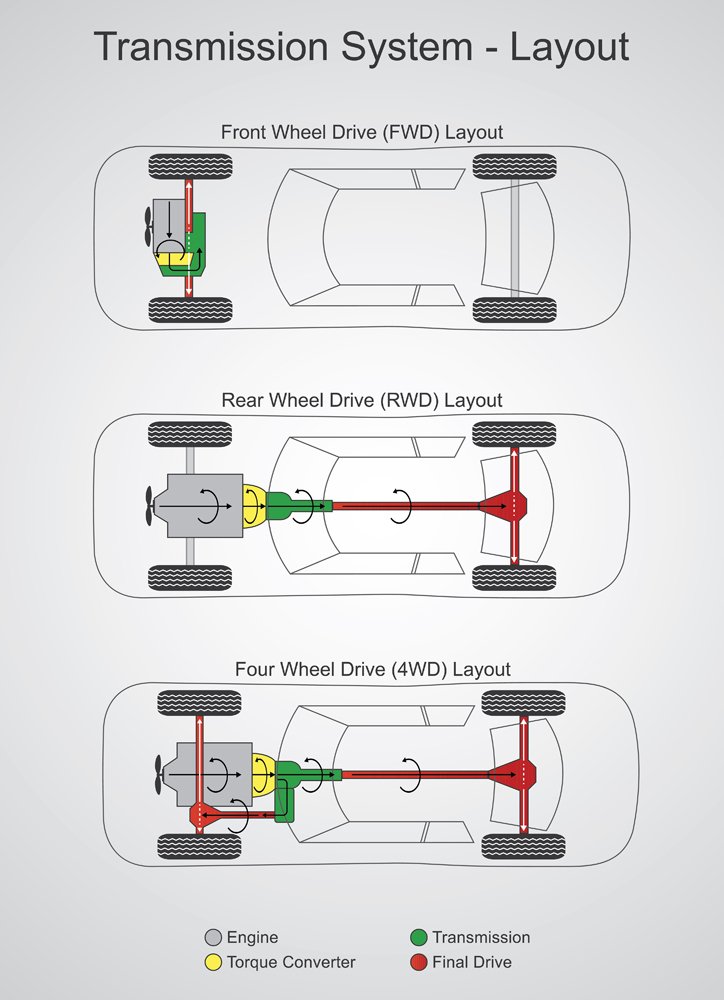 Transmission System - Layout
Front Wheel Drive (FWD) Layout
Rear Wheel Drive (RWD) Layout
Four Wheel Drive (4WD) Layout
Engine
Transmission
Torque Converter
Final Drive